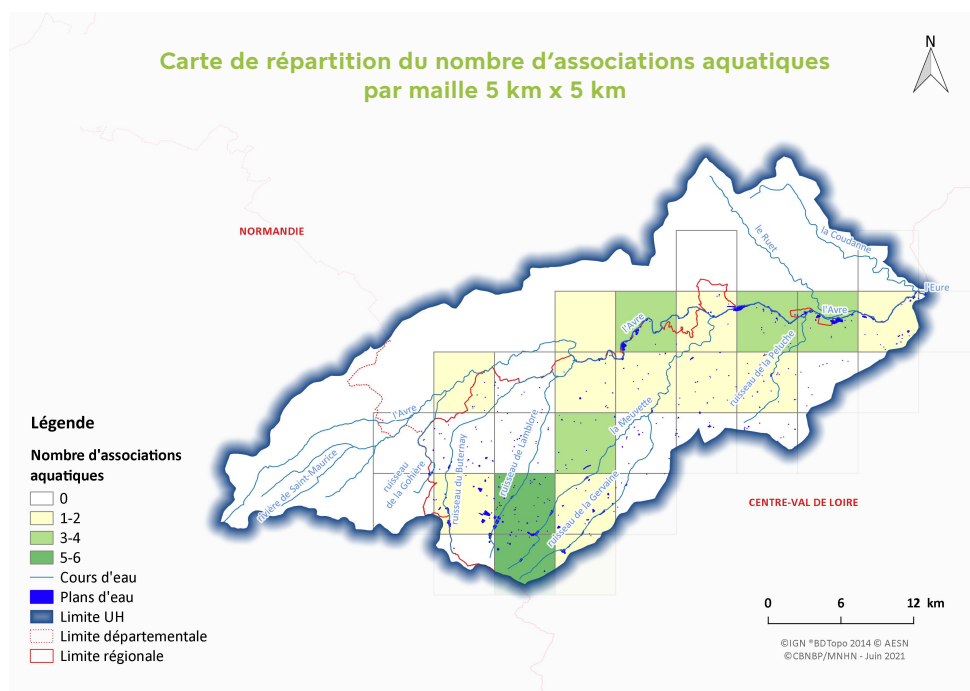 Carte de répartition du nombre d'associations aquatiques
par maille 5 km x 5 km
N
NORMANDIE
le Ruet
la Coudanne
l'Eure
l'Avre
l'Avre
ruisseau de la Peluche
l'Avre
la Meuvette
ruisseau de Lamblore
ruisseau du Buternay
ruisseau
de la Gohière
rivière de Saint-Maurice
ruisseau de la Gervaine
CENTRE-VAL DE LOIRE
Légende
Nombre d'associations
aquatiques
0
1-2
3-4
5-6
Cours d'eau
Plans d'eau
Limite UH
Limite départementale
Limite régionale
0 6 12 km
©IGN ®BDTopo 2014 © AESN
©CBNBP/MNHN - Juin 2021